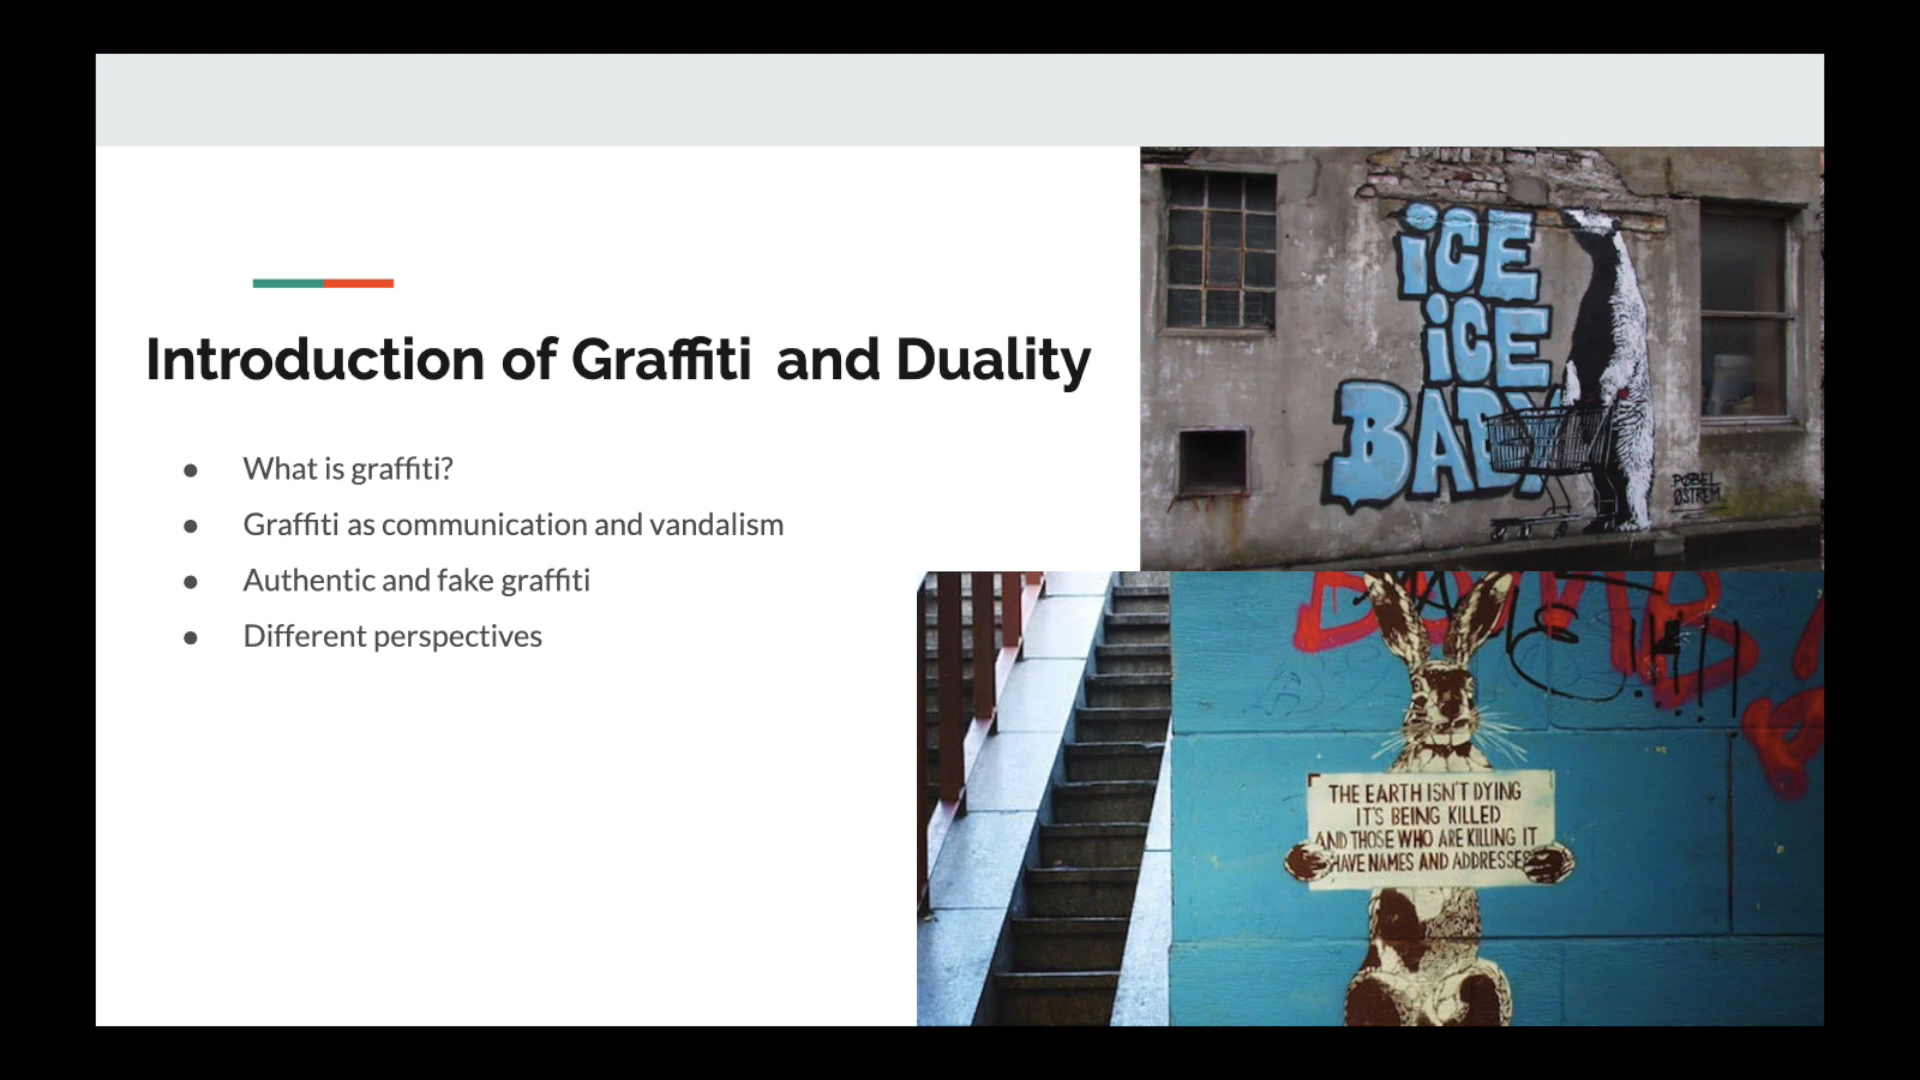 Introduction of Graffiti and Duality
● What is graffiti?
● Graffiti as communication and vandalism
● Authentic and fake graffiti
● Different perspectives
iCE
iCE
BABY
PØBEL
ØSTREM
THE EARTH ISN'T DYING
IT'S BEING KILLED
AND THOSE WHO ARE KILLING IT
HAVE NAMES AND ADDRESSES